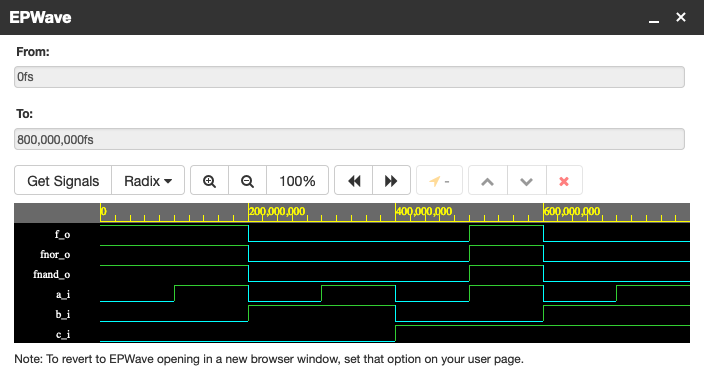 EPWave
From:
0fs
To:
800,000,000fs
Get Signals Radix 100% -
0 200,000,000 400,000,000 600,000,000
f_o
fnor_o
fnand_o
a_i
b_i
c_i
Note: To revert to EPWave opening in a new browser window, set that option on your user page.